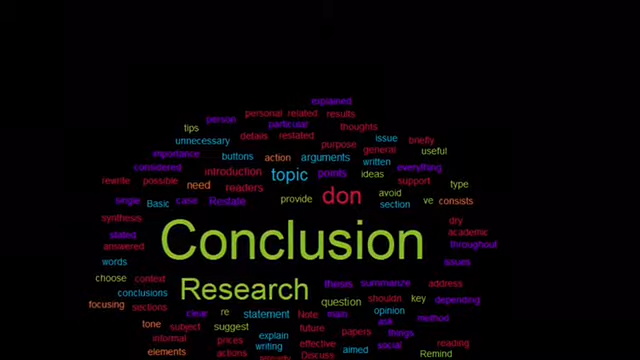 explained
personal related results
person particular thoughts
tips details restated issue briefly
unnecessary purpose general useful
importance buttons action arguments written
considered introduction topic points ideas everything
rewrite possible need readers support type
single Basic case Restate provide don avoid section ve consists
synthesis dry
stated Conclusion academic
answered throughout
words issues
choose context Research thesis summarize address
conclusions question shouldn key depending
focusing sections clear re statement Note main opinion method
tone subject suggest future papers ask things
informal prices explain effective social reading
elements actions writing already Discuss aimed Remind